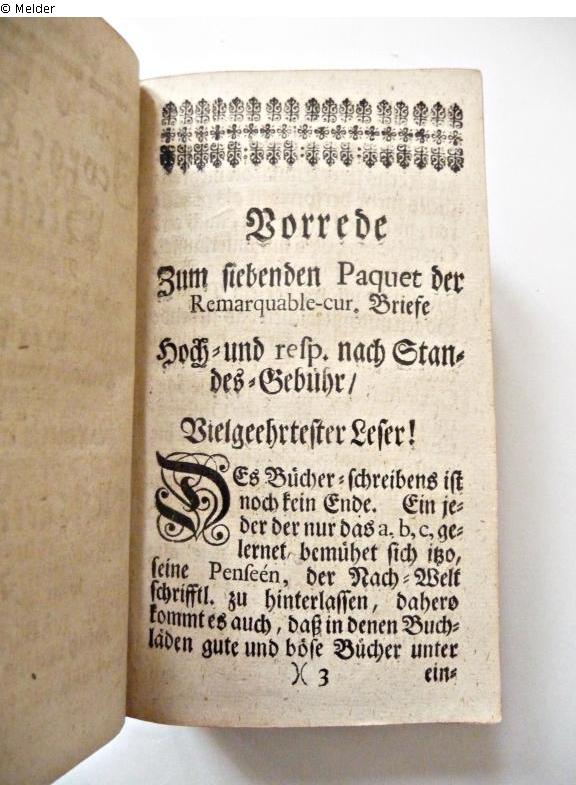 © Melder
Vorrede
Zum siebenden Paquet der
Remarquable-cur. Briefe
Hoch-und resp. nach Stan-
des-Gebühr/
Vielgeehrtester Leser!
DEs Bücher-schreibens ist
noch kein Ende. Ein je-
der der nur das a, b, c, ge-
lernet, bemühet sich itzo,
seine Penseén, der Nach-Welt
schrifftl. zu hinterlassen, dahero
kommt es auch, daß in denen Buch-
läden gute und böse Bücher unter
)( 3 ein-